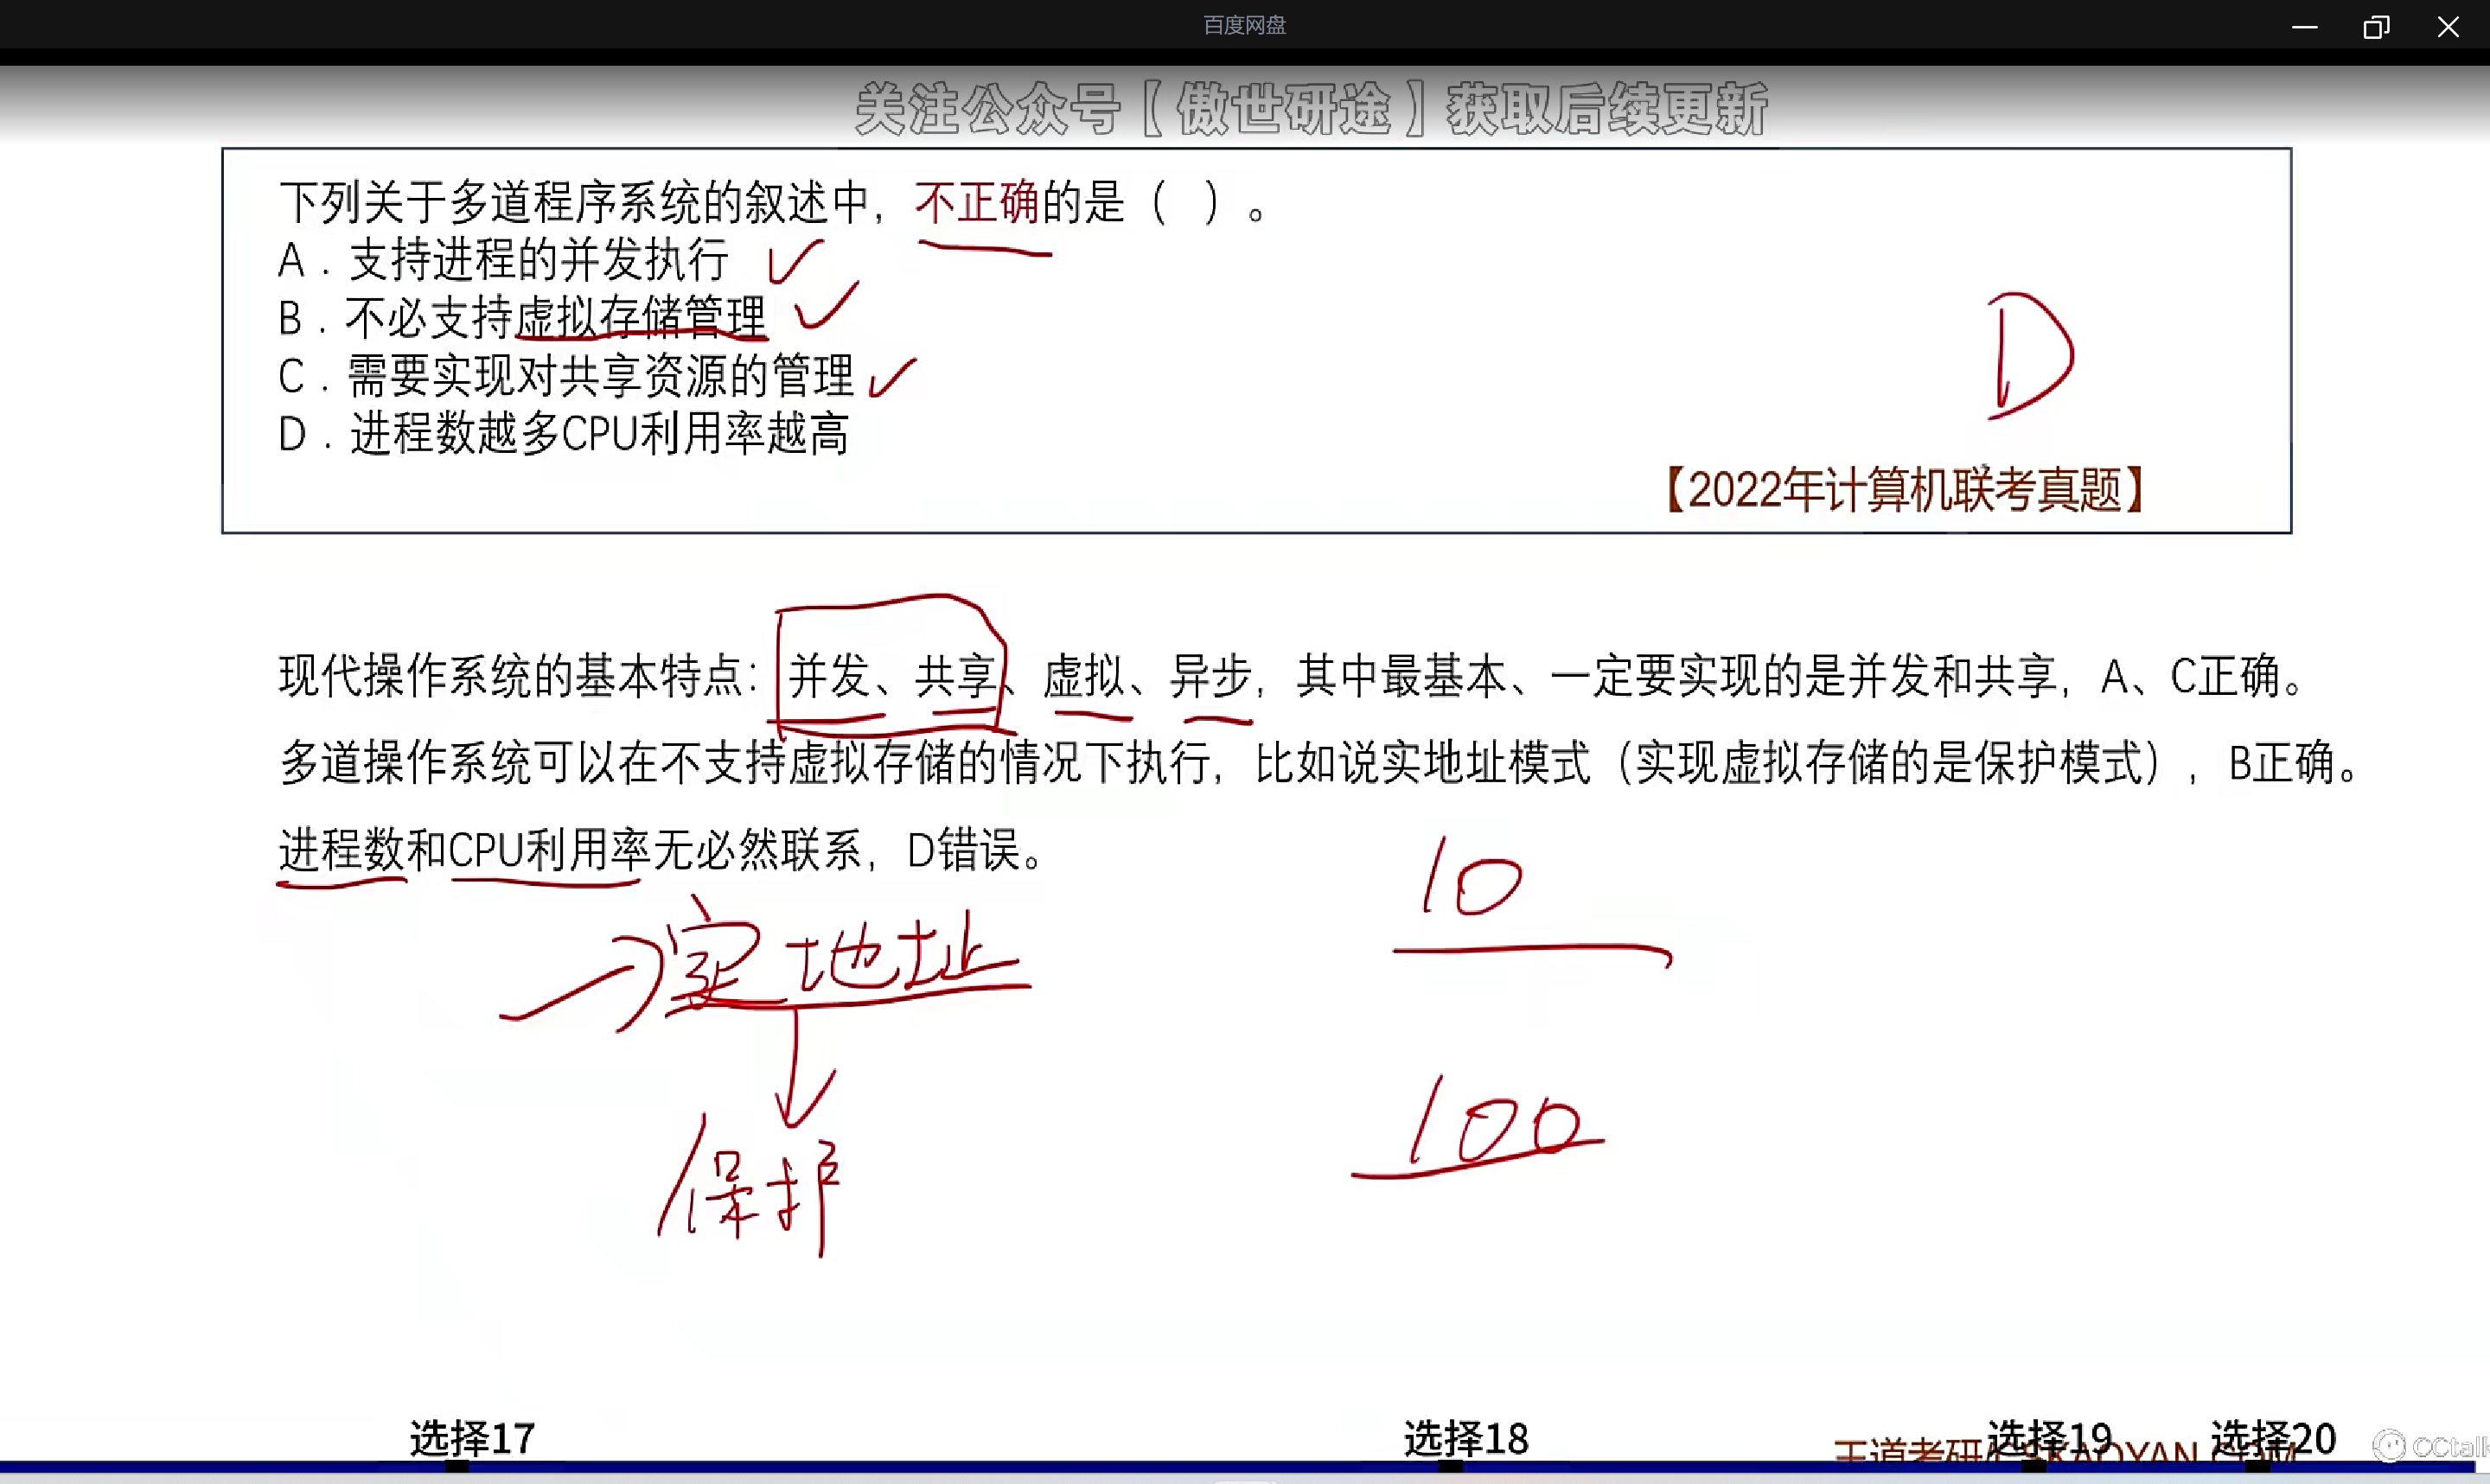 百度网盘
关注公众号【傲世研途】获取后续更新
下列关于多道程序系统的叙述中，不正确的是（ ）。
A．支持进程的并发执行
B．不必支持虚拟存储管理
C．需要实现对共享资源的管理
D．进程数越多CPU利用率越高
D
【2022年计算机联考真题】
现代操作系统的基本特点：并发、共享、虚拟、异步，其中最基本、一定要实现的是并发和共享，A、C正确。
多道操作系统可以在不支持虚拟存储的情况下执行，比如说实地址模式（实现虚拟存储的是保护模式），B正确。
进程数和CPU利用率无必然联系，D错误。
10
实地址
100
保护
选择17 选择18 选择19 选择20
王道考研/CSKAOYAN.COM
CCtalk